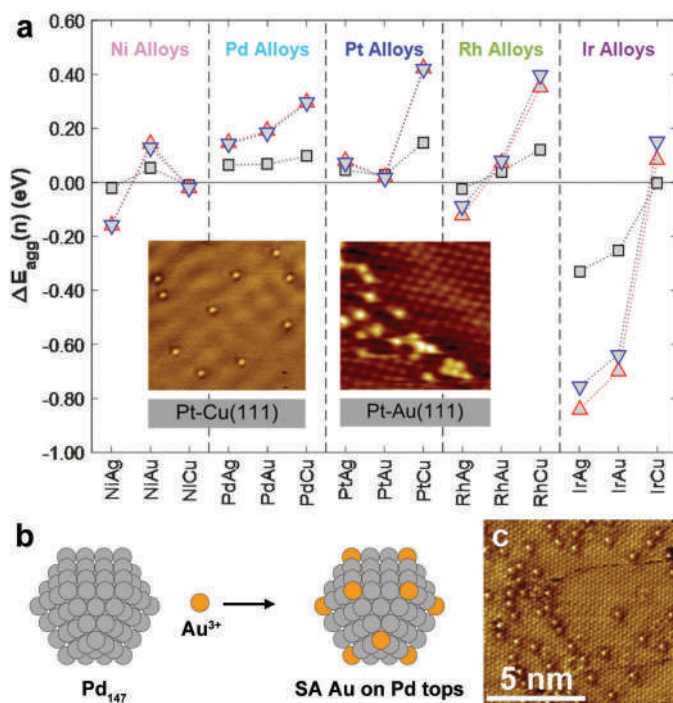 a
Ni Alloys Pd Alloys Pt Alloys Rh Alloys Ir Alloys
ΔE_agg(n) (eV)
0.60
0.40
0.20
0.00
-0.20
-0.40
-0.60
-0.80
-1.00
Pt-Cu(111) Pt-Au(111)
NiAg NiAu NiCu PdAg PdAu PdCu PtAg PtAu PtCu RhAg RhAu RhCu IrAg IrAu IrCu
b
Au³⁺
Pd₁₄₇ SA Au on Pd tops
c
5 nm